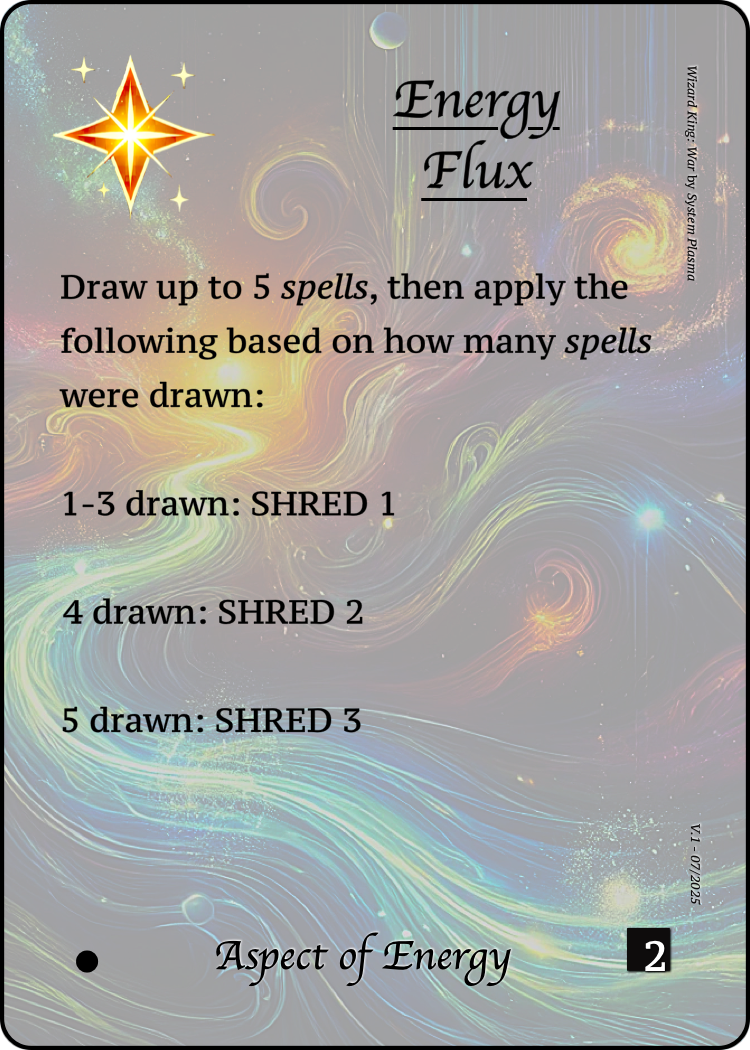 Energy
Flux
Wizard King: War by System Plasma
Draw up to 5 spells, then apply the
following based on how many spells
were drawn:
1-3 drawn: SHRED 1
4 drawn: SHRED 2
5 drawn: SHRED 3
V.1 - 07/2025
Aspect of Energy
2